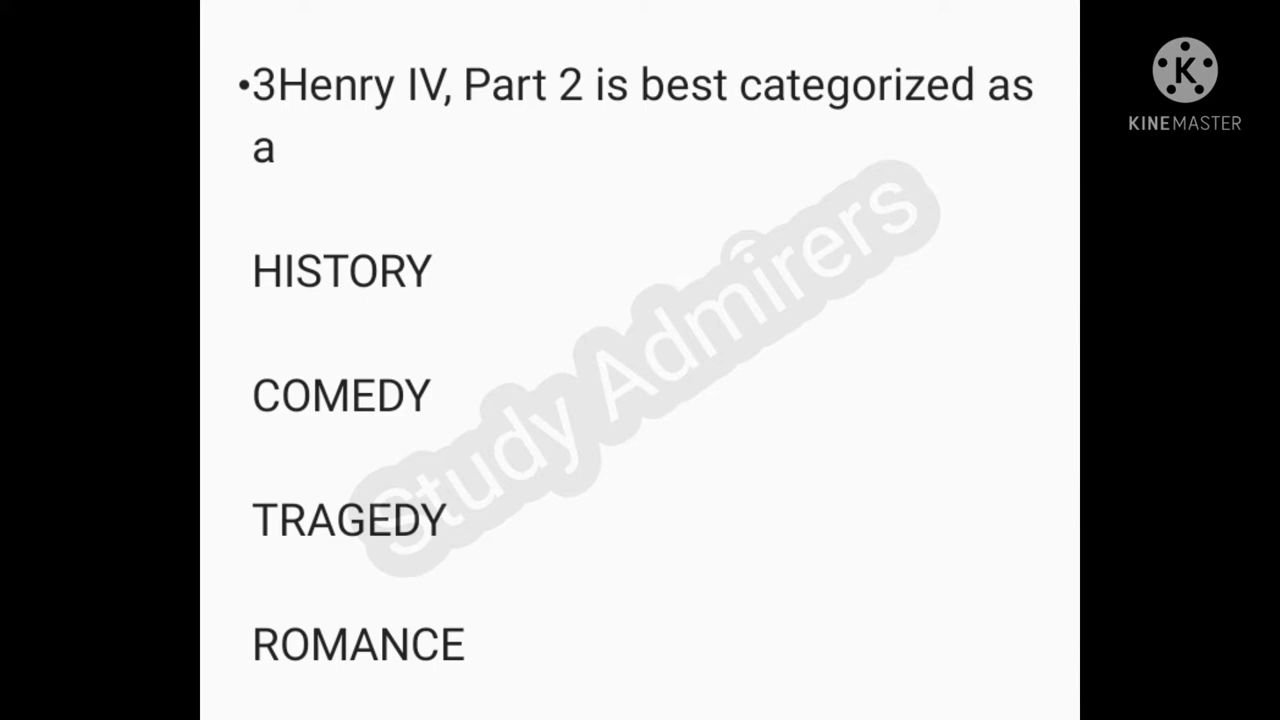 •3Henry IV, Part 2 is best categorized as
a
HISTORY
COMEDY
TRAGEDY
ROMANCE
Study Admirers
K
KINEMASTER